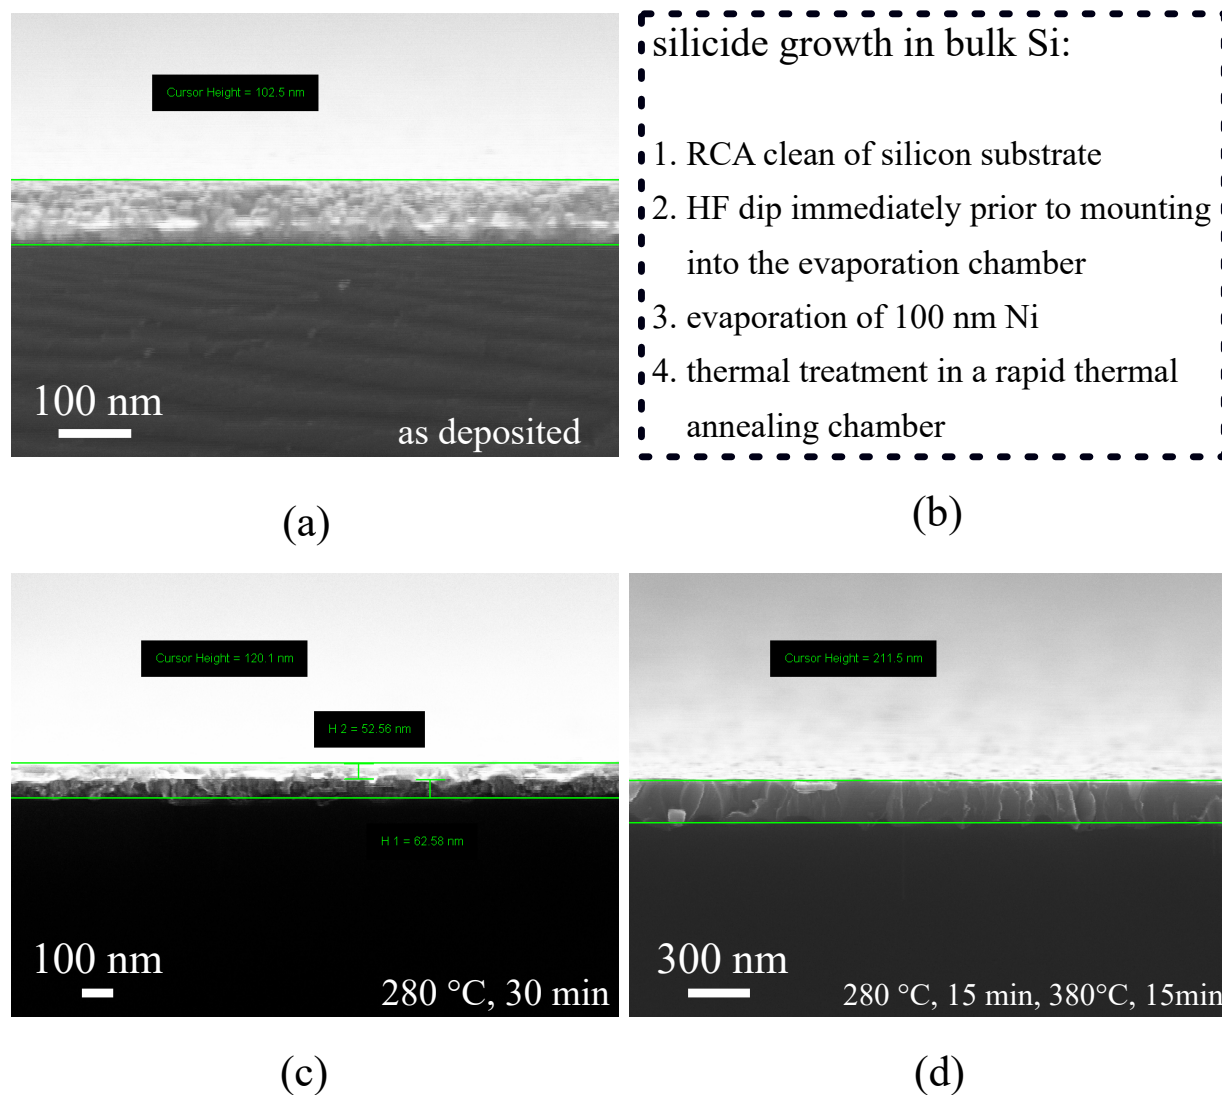 Cursor Height = 102.5 nm
100 nm
as deposited
(a)
silicide growth in bulk Si:
1. RCA clean of silicon substrate
2. HF dip immediately prior to mounting
into the evaporation chamber
3. evaporation of 100 nm Ni
4. thermal treatment in a rapid thermal
annealing chamber
(b)
Cursor Height = 120.1 nm
H 2 = 52.56 nm
H 1 = 62.58 nm
100 nm
280 °C, 30 min
(c)
Cursor Height = 211.5 nm
300 nm
280 °C, 15 min, 380°C, 15min
(d)